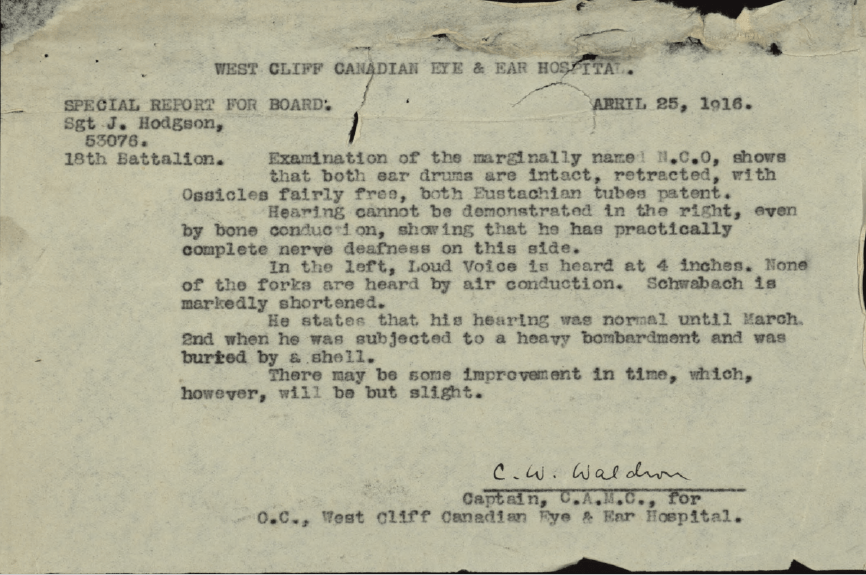 WEST CLIFF CANADIAN EYE & EAR HOSPITAL.
SPECIAL REPORT FOR BOARD. APRIL 25, 1916.
Sgt J. Hodgson,
53076.
18th Battalion. Examination of the marginally named N.C.O, shows
that both ear drums are intact, retracted, with
Ossicles fairly free, both Eustachian tubes patent.
Hearing cannot be demonstrated in the right, even
by bone conduction, showing that he has practically
complete nerve deafness on this side.
In the left, Loud Voice is heard at 4 inches. None
of the forks are heard by air conduction. Schwabach is
markedly shortened.
He states that his hearing was normal until March
2nd when he was subjected to a heavy bombardment and was
buried by a shell.
There may be some improvement in time, which,
however, will be but slight.
C. W. Waldron
Captain, C.A.M.C., for
O.C., West Cliff Canadian Eye & Ear Hospital.